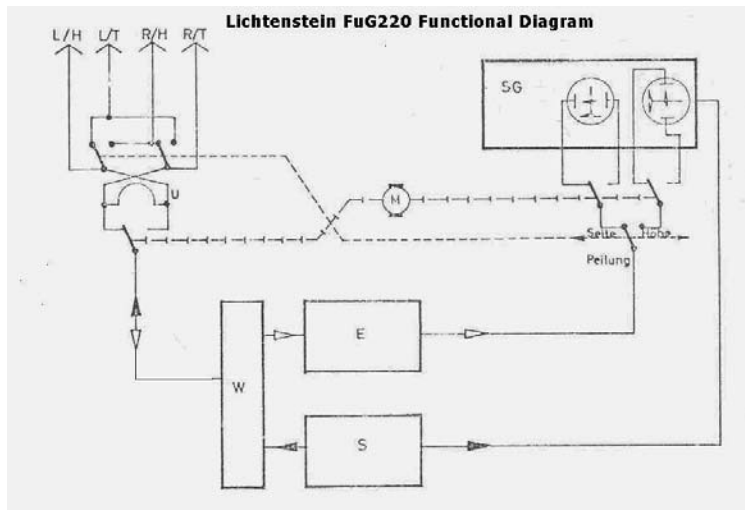 Lichtenstein FuG220 Functional Diagram
L/H L/T R/H R/T
SG
U
M
Seite Höhe
Peilung
E
W
S